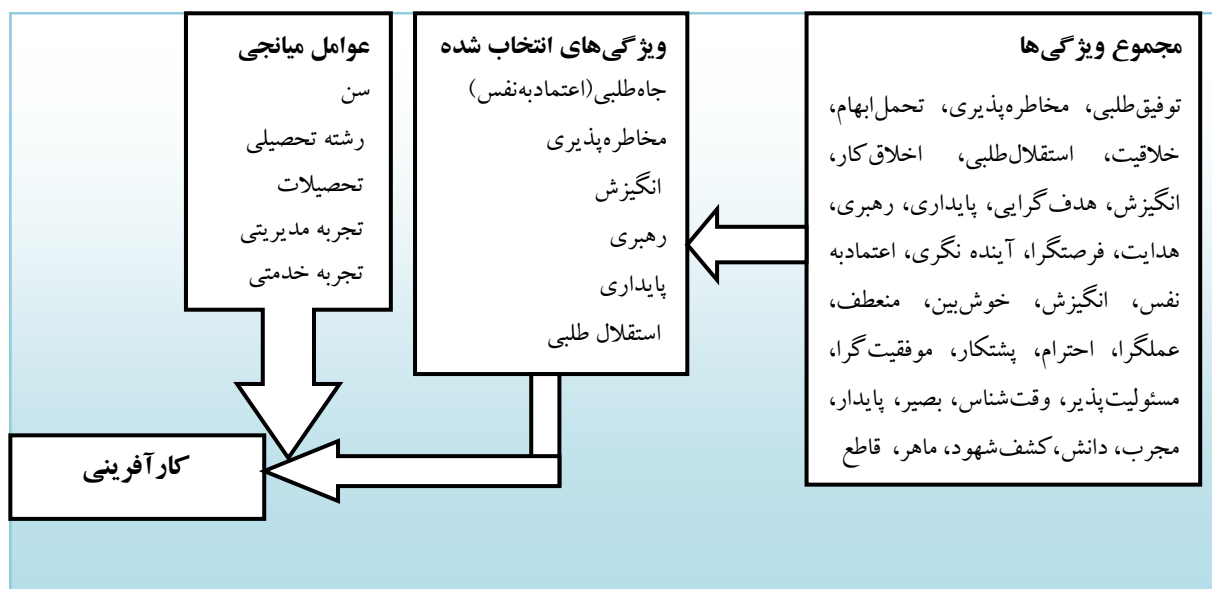 مجموع ویژگی‌ها
توفیق‌طلبی، مخاطره‌پذیری، تحمل‌ابهام،
خلاقیت، استقلال‌طلبی، اخلاق‌کار،
انگیزش، هدف‌گرایی، پایداری، رهبری،
هدایت، فرصتگرا، آینده نگری، اعتمادبه
نفس، انگیزش، خوش‌بین، منعطف،
عملگرا، احترام، پشتکار، موفقیت‌گرا،
مسئولیت‌پذیر، وقت‌شناس، بصیر، پایدار،
مجرب، دانش، کشف‌شهود، ماهر، قاطع
ویژگی‌های انتخاب شده
جاه‌طلبی(اعتمادبه‌نفس)
مخاطره‌پذیری
انگیزش
رهبری
پایداری
استقلال طلبی
عوامل میانجی
سن
رشته تحصیلی
تحصیلات
تجربه مدیریتی
تجربه خدمتی
کارآفرینی